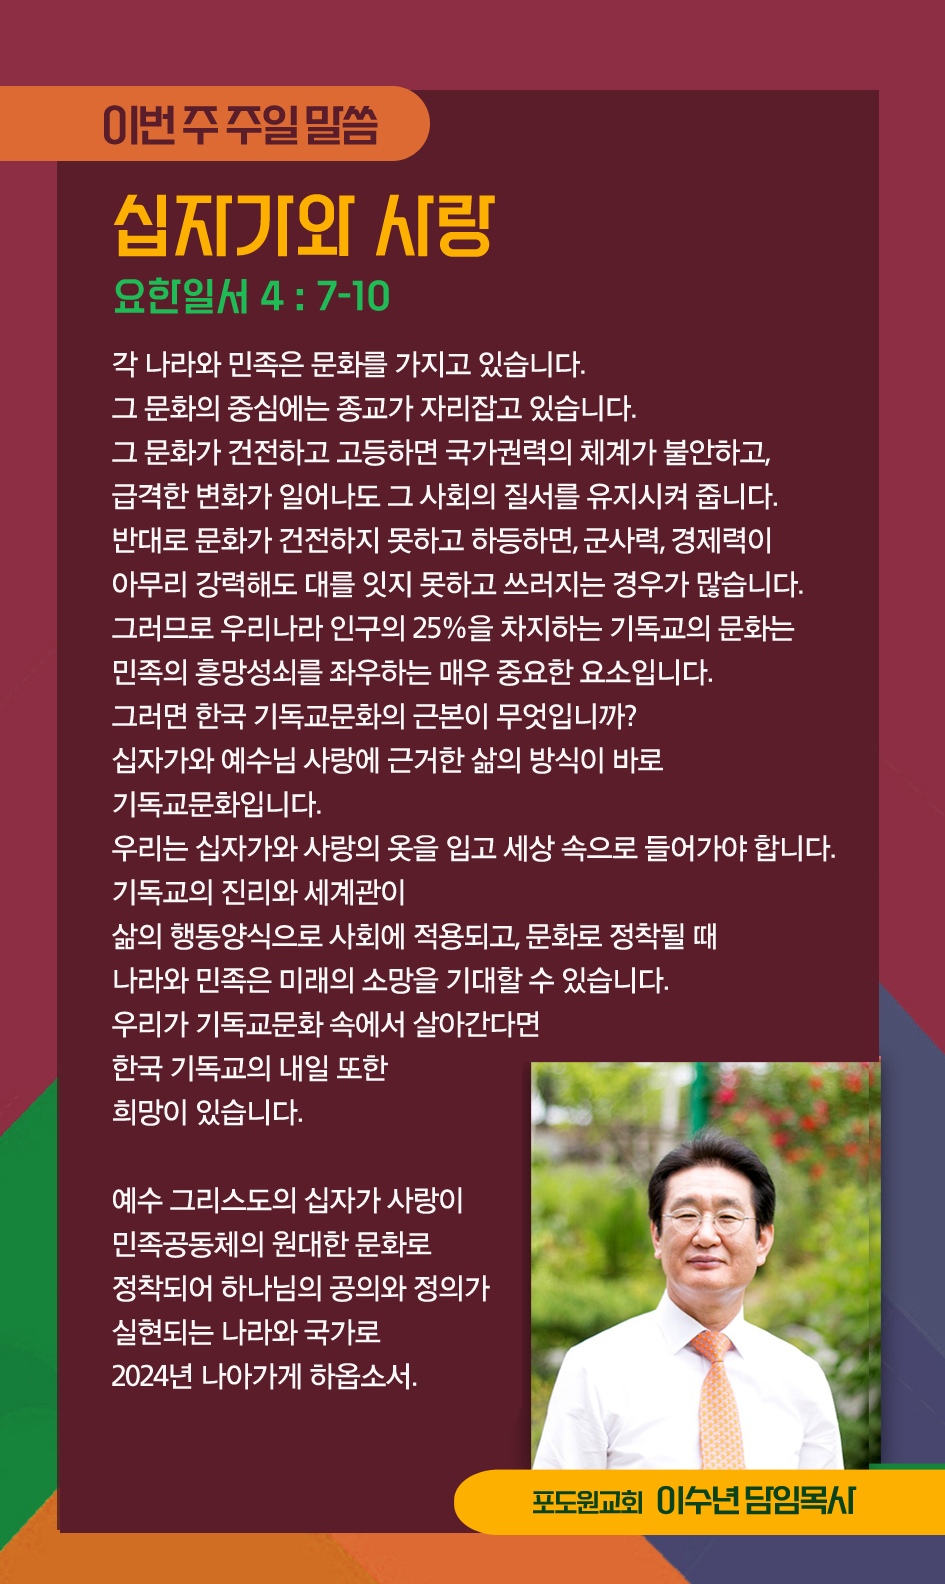 이번 주 주일 말씀
십자가와 사랑
요한일서 4 : 7-10
각 나라와 민족은 문화를 가지고 있습니다.
그 문화의 중심에는 종교가 자리잡고 있습니다.
그 문화가 건전하고 고등하면 국가권력의 체계가 불안하고,
급격한 변화가 일어나도 그 사회의 질서를 유지시켜 줍니다.
반대로 문화가 건전하지 못하고 하등하면, 군사력, 경제력이
아무리 강력해도 대를 잇지 못하고 쓰러지는 경우가 많습니다.
그러므로 우리나라 인구의 25%을 차지하는 기독교의 문화는
민족의 흥망성쇠를 좌우하는 매우 중요한 요소입니다.
그러면 한국 기독교문화의 근본이 무엇입니까?
십자가와 예수님 사랑에 근거한 삶의 방식이 바로
기독교문화입니다.
우리는 십자가와 사랑의 옷을 입고 세상 속으로 들어가야 합니다.
기독교의 진리와 세계관이
삶의 행동양식으로 사회에 적용되고, 문화로 정착될 때
나라와 민족은 미래의 소망을 기대할 수 있습니다.
우리가 기독교문화 속에서 살아간다면
한국 기독교의 내일 또한
희망이 있습니다.
예수 그리스도의 십자가 사랑이
민족공동체의 원대한 문화로
정착되어 하나님의 공의와 정의가
실현되는 나라와 국가로
2024년 나아가게 하옵소서.
포도원교회 이수년 담임목사